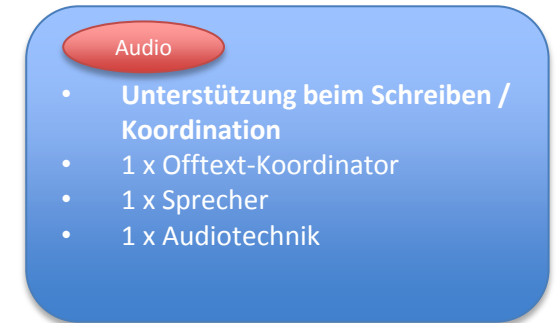 Audio
• Unterstützung beim Schreiben /
Koordination
• 1 x Offtext-Koordinator
• 1 x Sprecher
• 1 x Audiotechnik